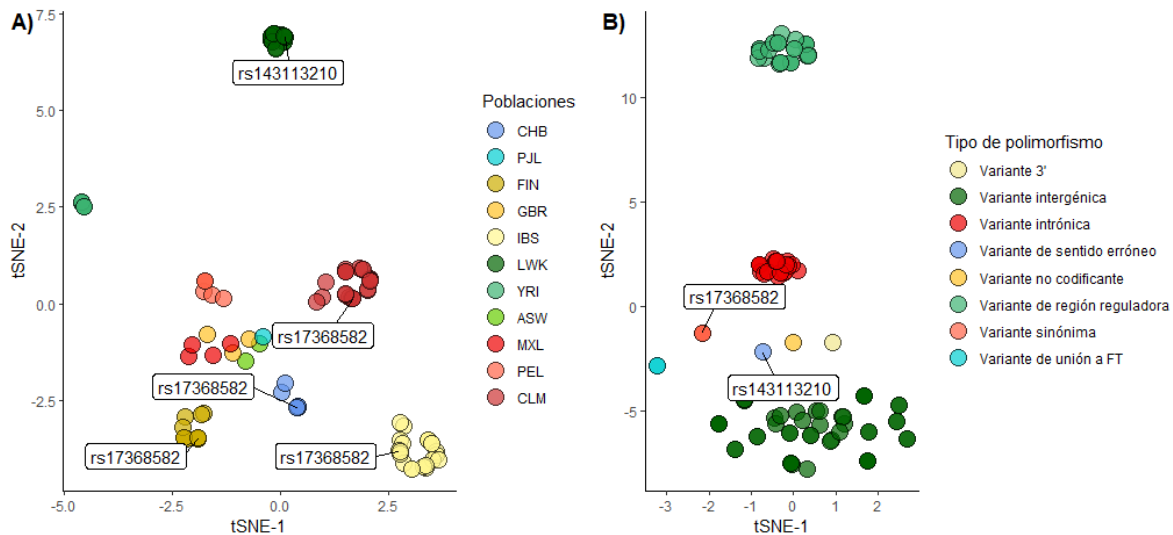 A)
7.5
5.0
2.5
0.0
-2.5
-5.0
-2.5
0.0
2.5
tSNE-2
tSNE-1
rs143113210
rs17368582
rs17368582
rs17368582
rs17368582
Poblaciones
CHB
PJL
FIN
GBR
IBS
LWK
YRI
ASW
MXL
PEL
CLM
B)
10
5
0
-5
-3
-2
-1
0
1
2
tSNE-2
tSNE-1
rs17368582
rs143113210
Tipo de polimorfismo
Variante 3'
Variante intergénica
Variante intrónica
Variante de sentido erróneo
Variante no codificante
Variante de región reguladora
Variante sinónima
Variante de unión a FT